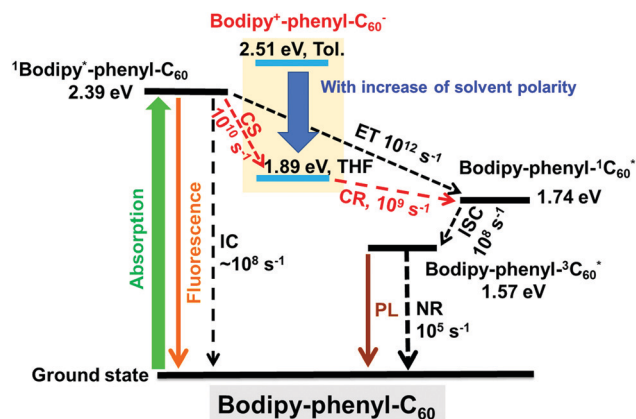 Bodipy⁺-phenyl-C₆₀⁻
2.51 eV, Tol.
¹Bodipy*-phenyl-C₆₀
2.39 eV
With increase of solvent polarity
CS
10¹⁰ s⁻¹
ET 10¹² s⁻¹
1.89 eV, THF
CR, 10⁹ s⁻¹
Bodipy-phenyl-¹C₆₀*
1.74 eV
ISC
10⁸ s⁻¹
Absorption
Fluorescence
IC
~10⁸ s⁻¹
Bodipy-phenyl-³C₆₀*
1.57 eV
PL
NR
10⁵ s⁻¹
Ground state
Bodipy-phenyl-C₆₀